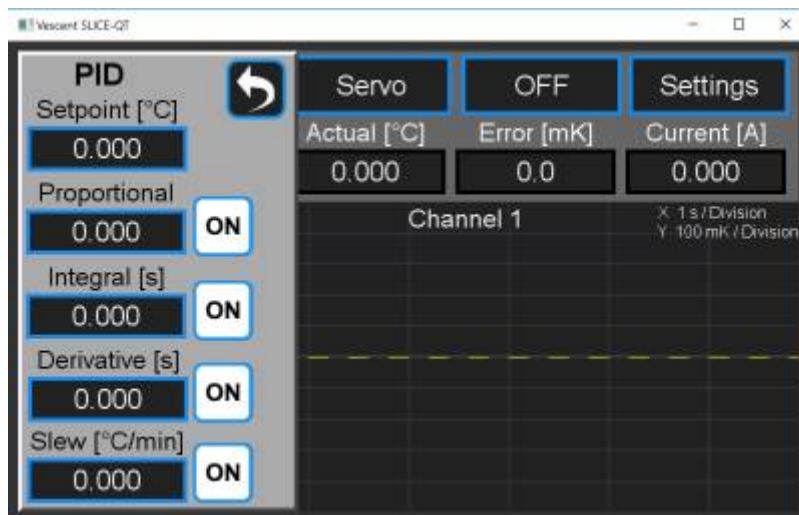 Vescent SLICE-QT
PID
Setpoint [°C]
0.000
Proportional
0.000 ON
Integral [s]
0.000 ON
Derivative [s]
0.000 ON
Slew [°C/min]
0.000 ON
Servo OFF Settings
Actual [°C] Error [mK] Current [A]
0.000 0.0 0.000
Channel 1
X 1 s / Division
Y 100 mK / Division